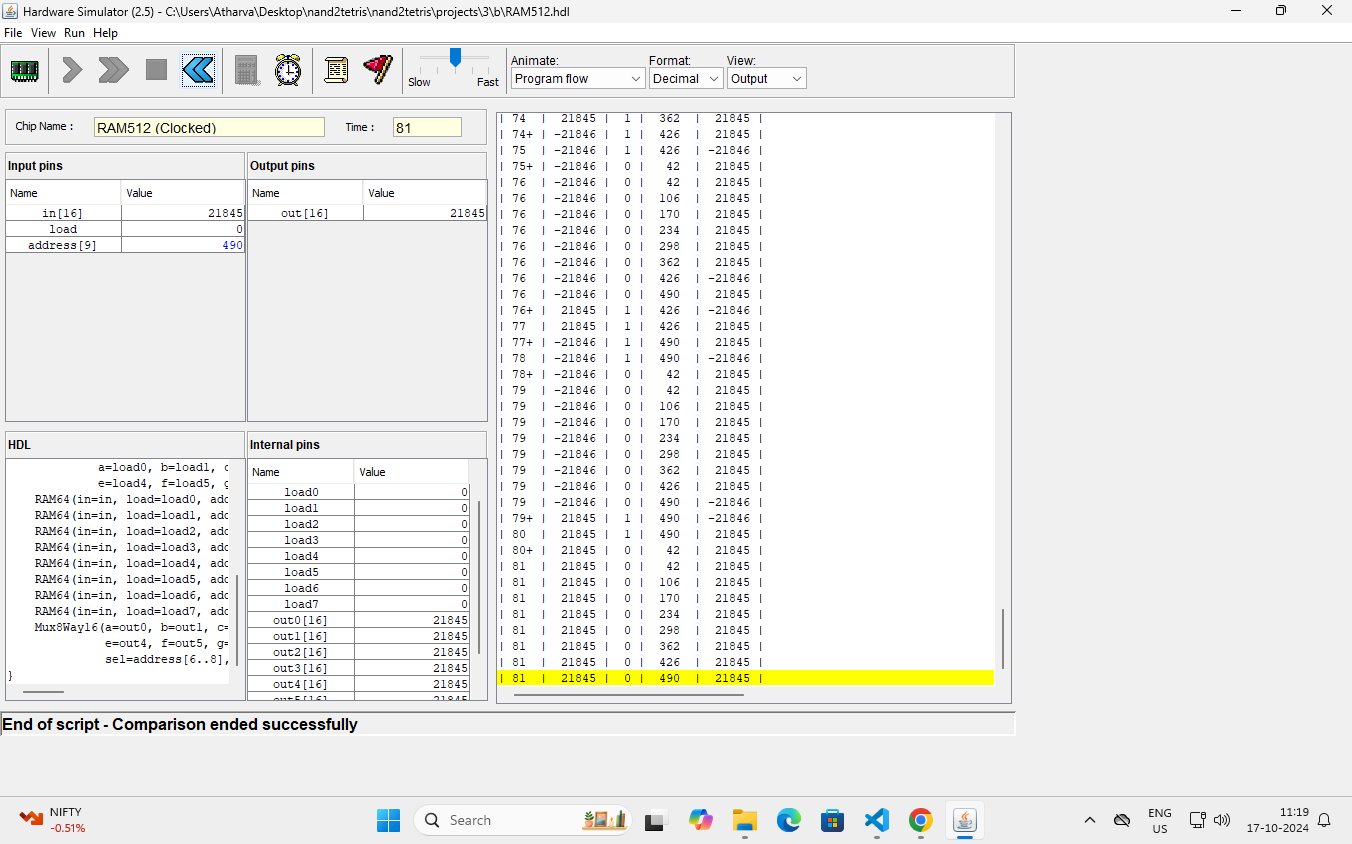 Hardware Simulator (2.5) - C:\Users\Atharva\Desktop\nand2tetris\nand2tetris\projects\3\b\RAM512.hdl
File View Run Help
Animate: Format: View:
Slow Fast Program flow Decimal Output
Chip Name : RAM512 (Clocked) Time : 81
Input pins
Name Value
in[16] 21845
load 0
address[9] 490
Output pins
Name Value
out[16] 21845
HDL
a=load0, b=load1, c
e=load4, f=load5, g
RAM64(in=in, load=load0, add
RAM64(in=in, load=load1, add
RAM64(in=in, load=load2, add
RAM64(in=in, load=load3, add
RAM64(in=in, load=load4, add
RAM64(in=in, load=load5, add
RAM64(in=in, load=load6, add
RAM64(in=in, load=load7, add
Mux8Way16(a=out0, b=out1, c=
e=out4, f=out5, g=
sel=address[6..8],
}
Internal pins
Name Value
load0 0
load1 0
load2 0
load3 0
load4 0
load5 0
load6 0
load7 0
out0[16] 21845
out1[16] 21845
out2[16] 21845
out3[16] 21845
out4[16] 21845
out5[16] 21845
| 74 | 21845 | 1 | 362 | 21845 |
| 74+ | -21846 | 1 | 426 | 21845 |
| 75 | -21846 | 1 | 426 | -21846 |
| 75+ | -21846 | 0 | 42 | 21845 |
| 76 | -21846 | 0 | 42 | 21845 |
| 76 | -21846 | 0 | 106 | 21845 |
| 76 | -21846 | 0 | 170 | 21845 |
| 76 | -21846 | 0 | 234 | 21845 |
| 76 | -21846 | 0 | 298 | 21845 |
| 76 | -21846 | 0 | 362 | 21845 |
| 76 | -21846 | 0 | 426 | -21846 |
| 76 | -21846 | 0 | 490 | 21845 |
| 76+ | 21845 | 1 | 426 | -21846 |
| 77 | 21845 | 1 | 426 | 21845 |
| 77+ | -21846 | 1 | 490 | 21845 |
| 78 | -21846 | 1 | 490 | -21846 |
| 78+ | -21846 | 0 | 42 | 21845 |
| 79 | -21846 | 0 | 42 | 21845 |
| 79 | -21846 | 0 | 106 | 21845 |
| 79 | -21846 | 0 | 170 | 21845 |
| 79 | -21846 | 0 | 234 | 21845 |
| 79 | -21846 | 0 | 298 | 21845 |
| 79 | -21846 | 0 | 362 | 21845 |
| 79 | -21846 | 0 | 426 | 21845 |
| 79 | -21846 | 0 | 490 | -21846 |
| 79+ | 21845 | 1 | 490 | -21846 |
| 80 | 21845 | 1 | 490 | 21845 |
| 80+ | 21845 | 0 | 42 | 21845 |
| 81 | 21845 | 0 | 42 | 21845 |
| 81 | 21845 | 0 | 106 | 21845 |
| 81 | 21845 | 0 | 170 | 21845 |
| 81 | 21845 | 0 | 234 | 21845 |
| 81 | 21845 | 0 | 298 | 21845 |
| 81 | 21845 | 0 | 362 | 21845 |
| 81 | 21845 | 0 | 426 | 21845 |
| 81 | 21845 | 0 | 490 | 21845 |
End of script - Comparison ended successfully
NIFTY
-0.51%
Search
ENG
US
11:19
17-10-2024